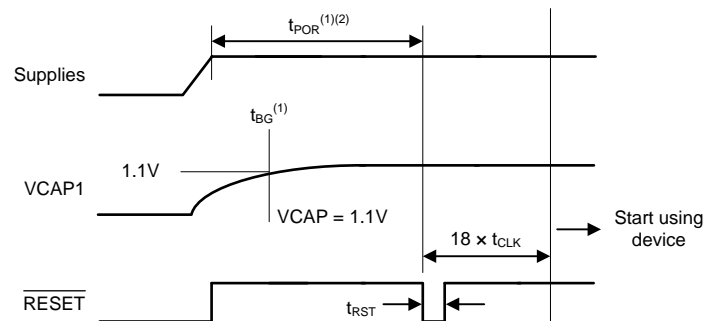 t_POR^(1)(2)
Supplies
t_BG^(1)
1.1V
VCAP1
VCAP = 1.1V
Start using
device
18 × t_CLK
RESET
t_RST